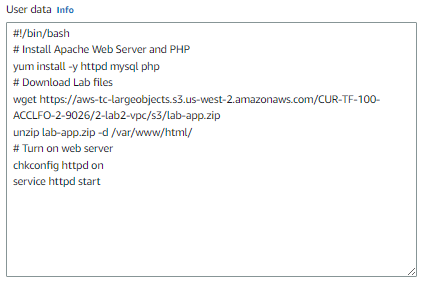 User data Info
#!/bin/bash
# Install Apache Web Server and PHP
yum install -y httpd mysql php
# Download Lab files
wget https://aws-tc-largeobjects.s3.us-west-2.amazonaws.com/CUR-TF-100-
ACCLFO-2-9026/2-lab2-vpc/s3/lab-app.zip
unzip lab-app.zip -d /var/www/html/
# Turn on web server
chkconfig httpd on
service httpd start